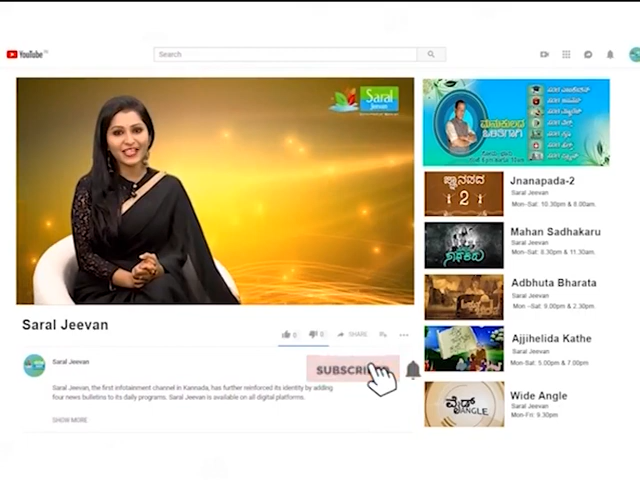 YouTube
Search
Saral
Jeevan
Saral Jeevan
0
0
SHARE
Saral Jeevan
Saral Jeevan, the first infotainment channel in Kannada, has further reinforced its identity by adding
four news bulletins to its daily programs. Saral Jeevan is available on all digital platforms.
SHOW MORE
ಜ್ಞಾನಪದ
2
Jnanapada-2
Saral Jeevan
Mon-Sat: 10.30pm & 8.00am.
Mahan Sadhakaru
Saral Jeevan
Mon-Sat: 8.30pm & 11.30am.
Adbhuta Bharata
Saral Jeevan
Mon -Sat: 9.00pm & 2.30pm.
Ajjihelida Kathe
Saral Jeevan
Mon-Sat: 5.00pm & 7.00pm
ವೈಡ್
ANGLE
Wide Angle
Saral Jeevan
Mon-Fri: 9.30pm